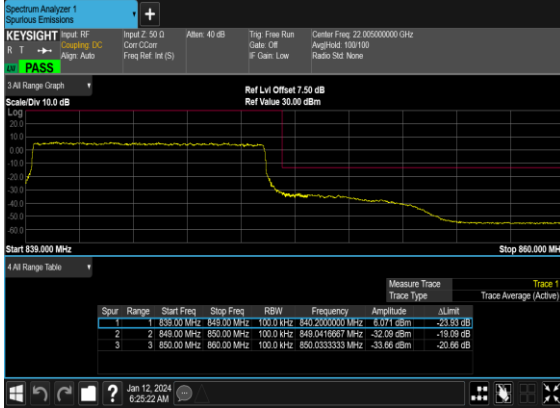 Spectrum Analyzer 1
Spurious Emissions
+
KEYSIGHT Input: RF Input Z: 50 Ω Atten: 40 dB Trig: Free Run Center Freq: 22.005000000 GHz
R T Coupling: DC Corr CCorr Gate: Off Avg|Hold: 100/100
Align: Auto Freq Ref: Int (S) IF Gain: Low Radio Std: None
LXI PASS
3.All Range Graph
Ref Lvl Offset 7.50 dB
Scale/Div 10.0 dB Ref Value 30.00 dBm
Log
20.0
10.0
0.00
-10.0
-20.0
-30.0
-40.0
-50.0
-60.0
Start 839.000 MHz Stop 860.000 MHz
4.All Range Table
Measure Trace Trace 1
Trace Type Trace Average (Active)
Spur Range Start Freq Stop Freq RBW Frequency Amplitude ΔLimit
1 1 839.00 MHz 849.00 MHz 100.0 kHz 840.2000000 MHz 6.071 dBm -23.93 dB
2 2 849.00 MHz 850.00 MHz 100.0 kHz 849.0416667 MHz -32.09 dBm -19.09 dB
3 3 850.00 MHz 860.00 MHz 100.0 kHz 850.0333333 MHz -33.66 dBm -20.66 dB
? Jan 12, 2024
6:25:22 AM